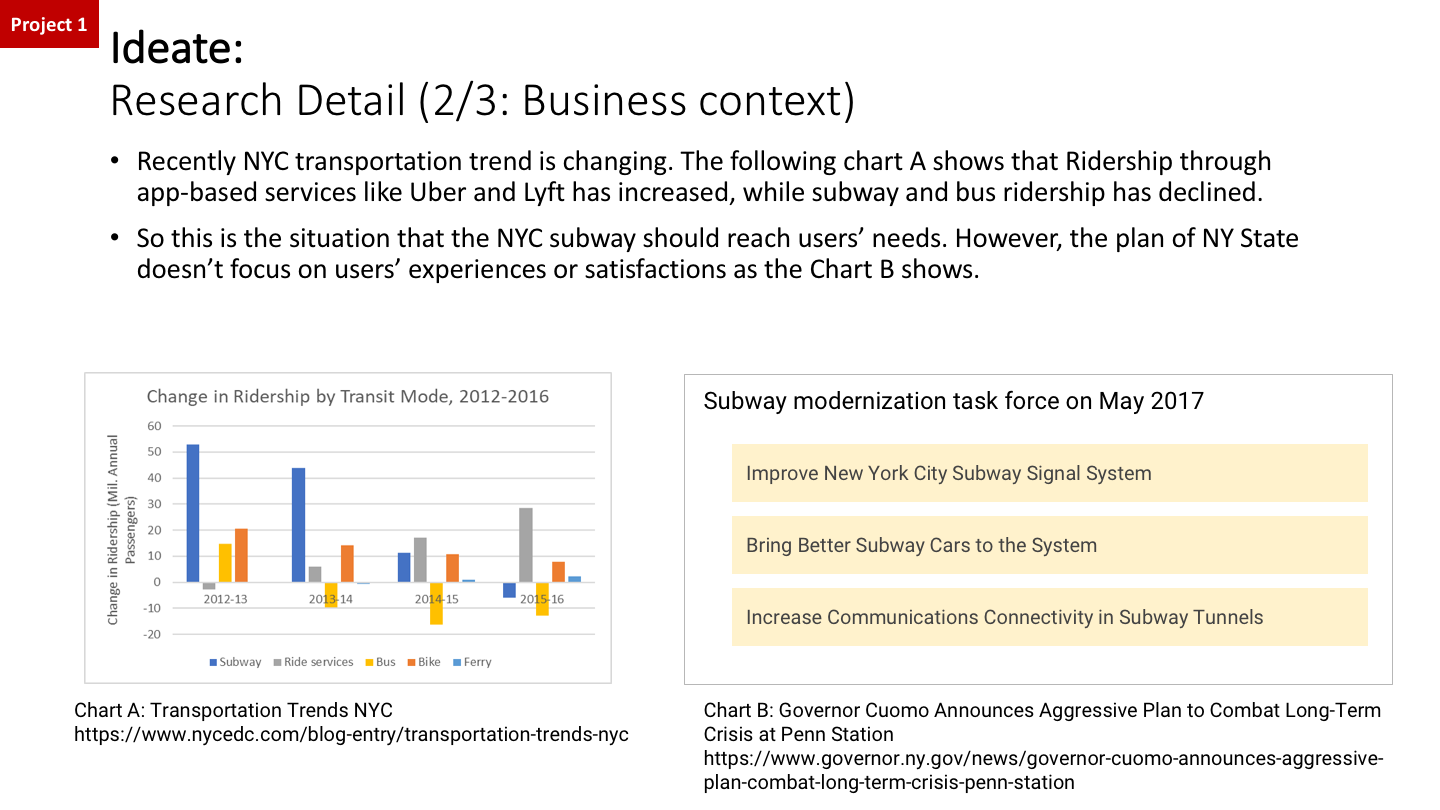 Project 1
Ideate:
Research Detail (2/3: Business context)
• Recently NYC transportation trend is changing. The following chart A shows that Ridership through
app-based services like Uber and Lyft has increased, while subway and bus ridership has declined.
• So this is the situation that the NYC subway should reach users’ needs. However, the plan of NY State
doesn’t focus on users’ experiences or satisfactions as the Chart B shows.
Change in Ridership by Transit Mode, 2012-2016
Change in Ridership (Mil. Annual
Passengers)
60
50
40
30
20
10
0
-10
-20
2012-13
2013-14
2014-15
2015-16
Subway
Ride services
Bus
Bike
Ferry
Chart A: Transportation Trends NYC
https://www.nycedc.com/blog-entry/transportation-trends-nyc
Subway modernization task force on May 2017
Improve New York City Subway Signal System
Bring Better Subway Cars to the System
Increase Communications Connectivity in Subway Tunnels
Chart B: Governor Cuomo Announces Aggressive Plan to Combat Long-Term
Crisis at Penn Station
https://www.governor.ny.gov/news/governor-cuomo-announces-aggressive-
plan-combat-long-term-crisis-penn-station